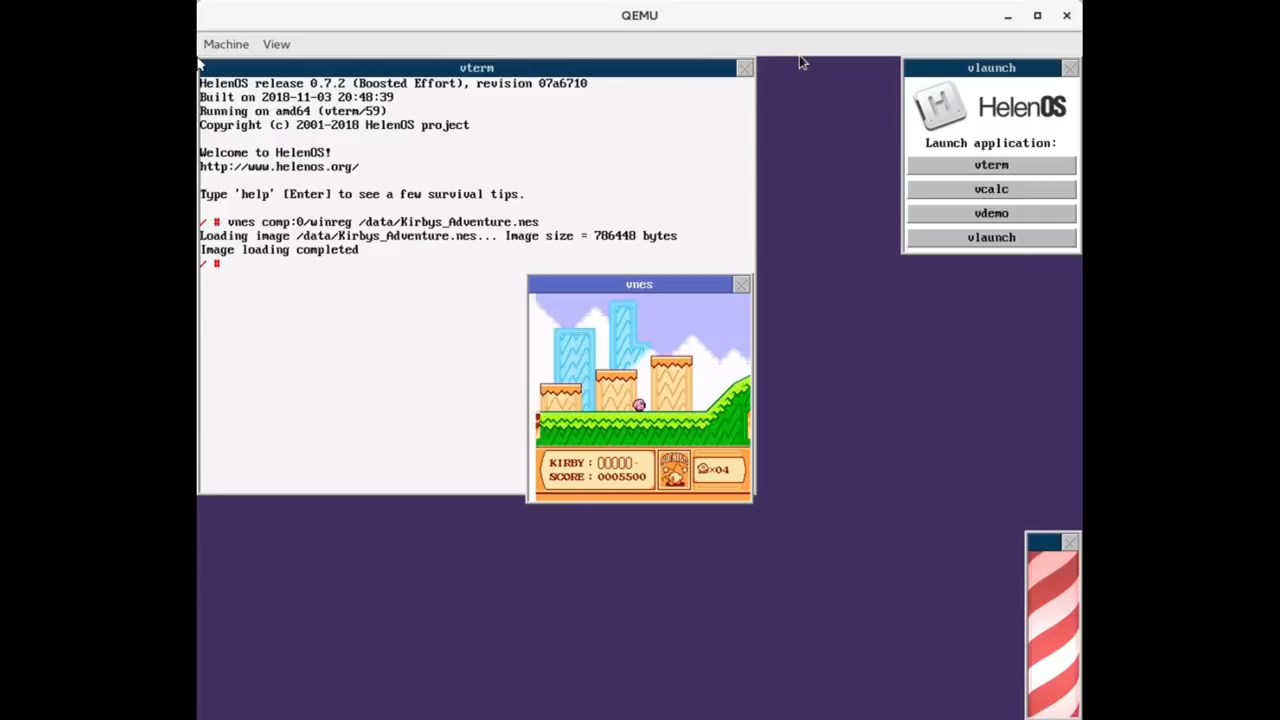 QEMU
Machine View
vterm
HelenOS release 0.7.2 (Boosted Effort), revision 07a6710
Built on 2018-11-03 20:48:39
Running on amd64 (vterm/59)
Copyright (c) 2001-2018 HelenOS project
Welcome to HelenOS!
http://www.helenos.org/
Type 'help' [Enter] to see a few survival tips.
/ # vnes comp:0/winreg /data/Kirbys_Adventure.nes
Loading image /data/Kirbys_Adventure.nes... Image size = 786448 bytes
Image loading completed
/ #
vnes
KIRBY :
SCORE : 0005500
×04
vlaunch
H HelenOS
Launch application:
vterm
vcalc
vdemo
vlaunch